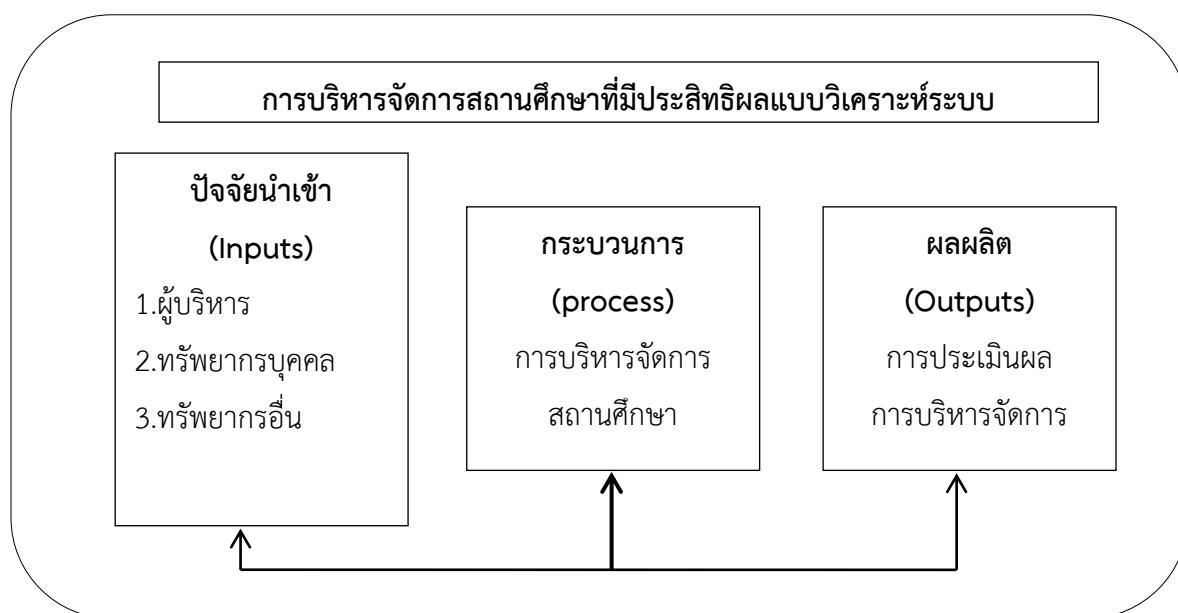 การบริหารจัดการสถานศึกษาที่มีประสิทธิผลแบบวิเคราะห์ระบบ
ปัจจัยนำเข้า
(Inputs)
1.ผู้บริหาร
2.ทรัพยากรบุคคล
3.ทรัพยากรอื่น
กระบวนการ
(process)
การบริหารจัดการ
สถานศึกษา
ผลผลิต
(Outputs)
การประเมินผล
การบริหารจัดการ